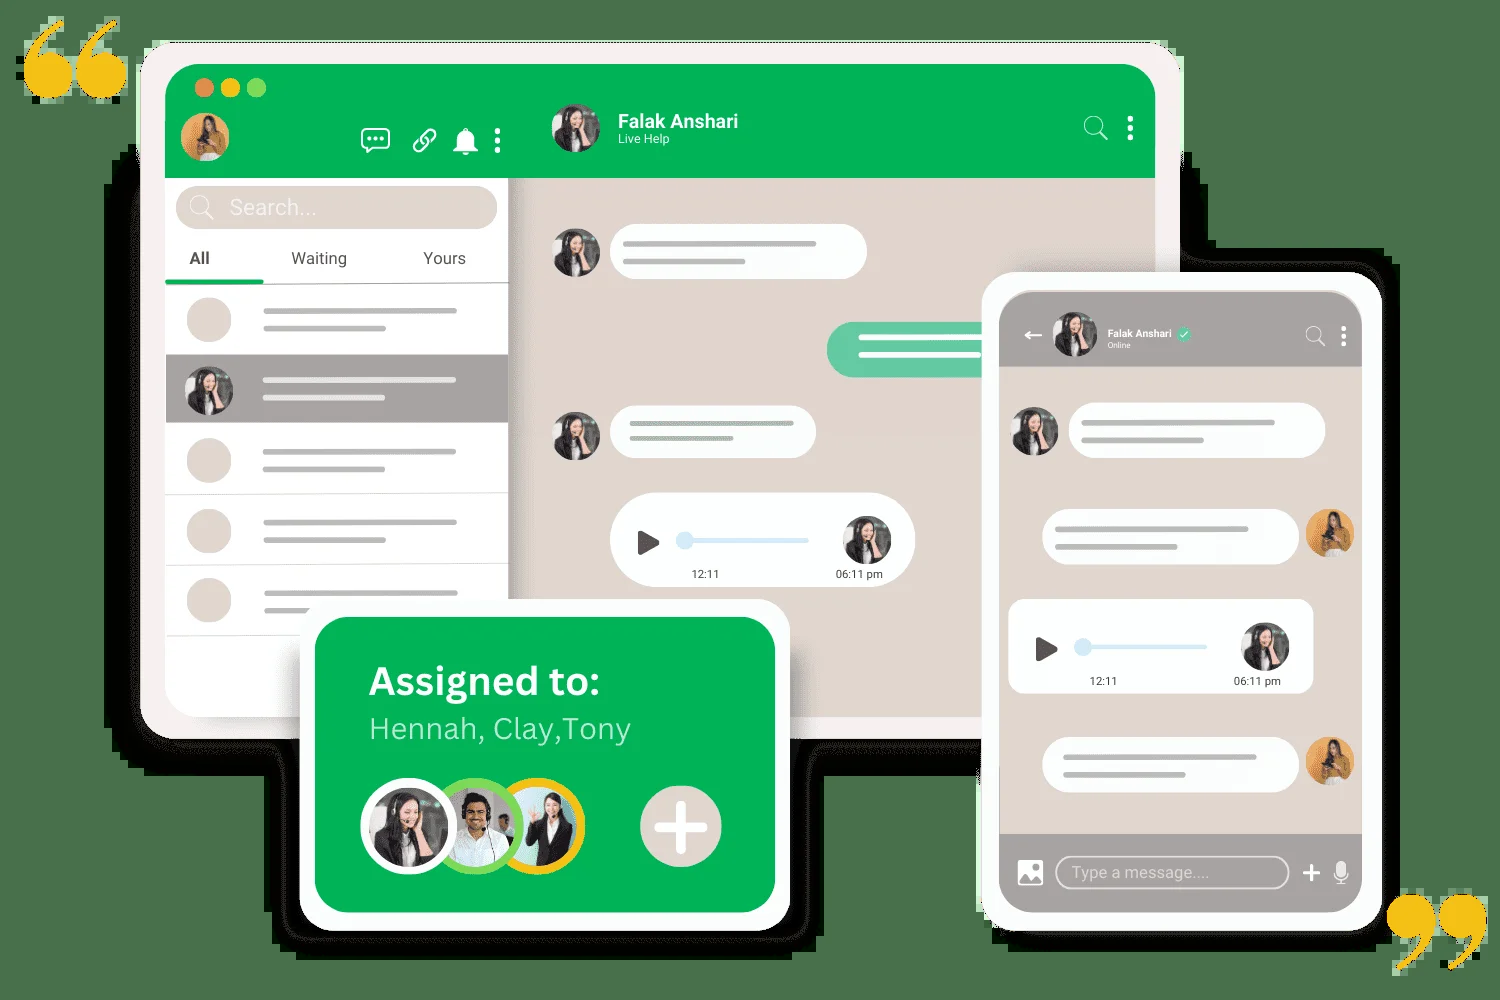 “
Falak Anshari
Live Help
Search...
All Waiting Yours
12:11 06:11 pm
Falak Anshari
Online
12:11 06:11 pm
Type a message....
Assigned to:
Hennah, Clay,Tony
”